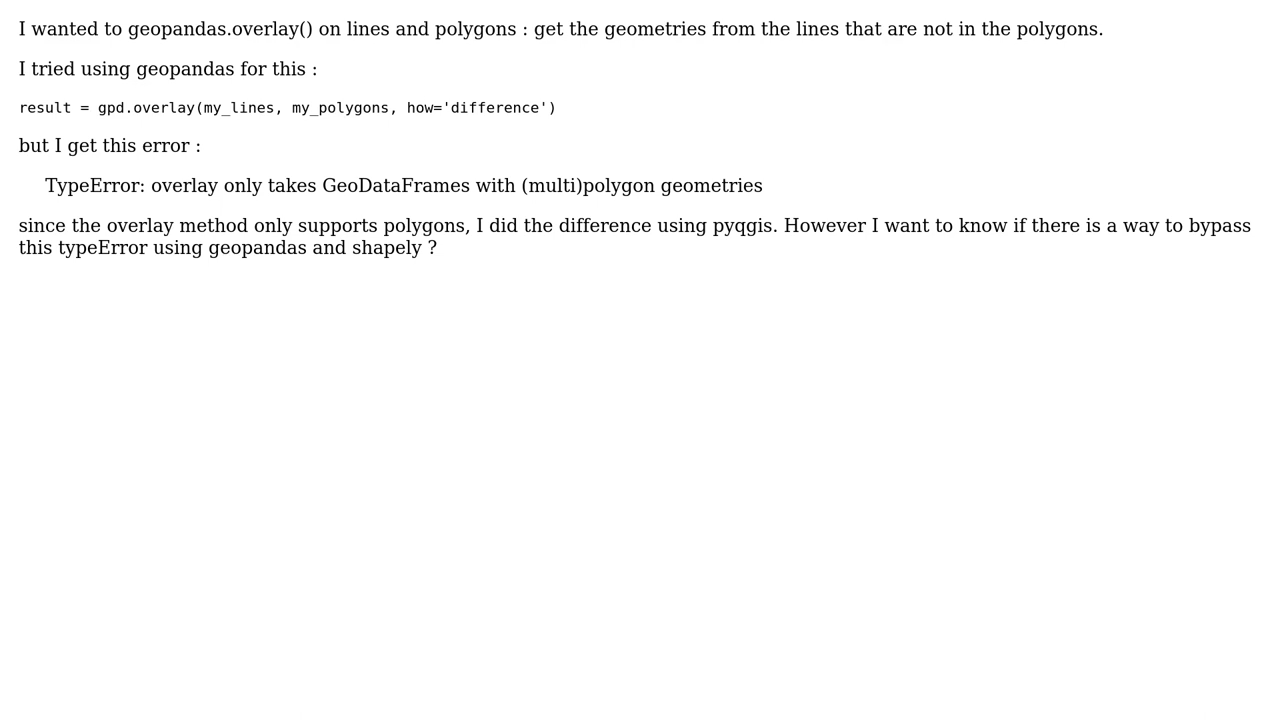 I wanted to geopandas.overlay() on lines and polygons : get the geometries from the lines that are not in the polygons.
I tried using geopandas for this :
result = gpd.overlay(my_lines, my_polygons, how='difference')
but I get this error :
TypeError: overlay only takes GeoDataFrames with (multi)polygon geometries
since the overlay method only supports polygons, I did the difference using pyqgis. However I want to know if there is a way to bypass
this typeError using geopandas and shapely ?